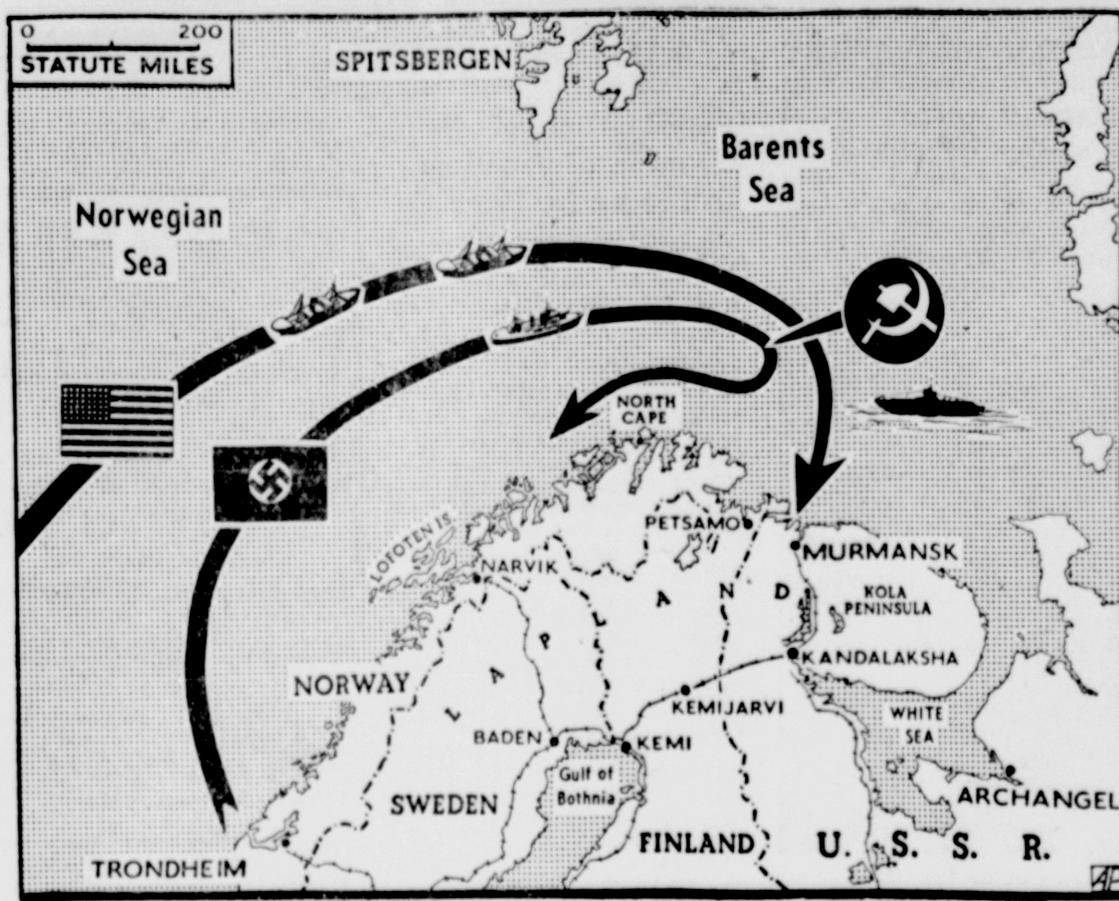 0 200
STATUTE MILES
SPITSBERGEN
Barents
Sea
Norwegian
Sea
NORTH
CAPE
LOFOTEN IS
PETSAMO
MURMANSK
NARVIK
KOLA
PENINSULA
L A P L A N D
KANDALAKSHA
NORWAY
KEMIJARVI
WHITE
SEA
BADEN
KEMI
Gulf of
Bothnia
SWEDEN
ARCHANGEL
FINLAND
U. S. S. R.
TRONDHEIM
AP